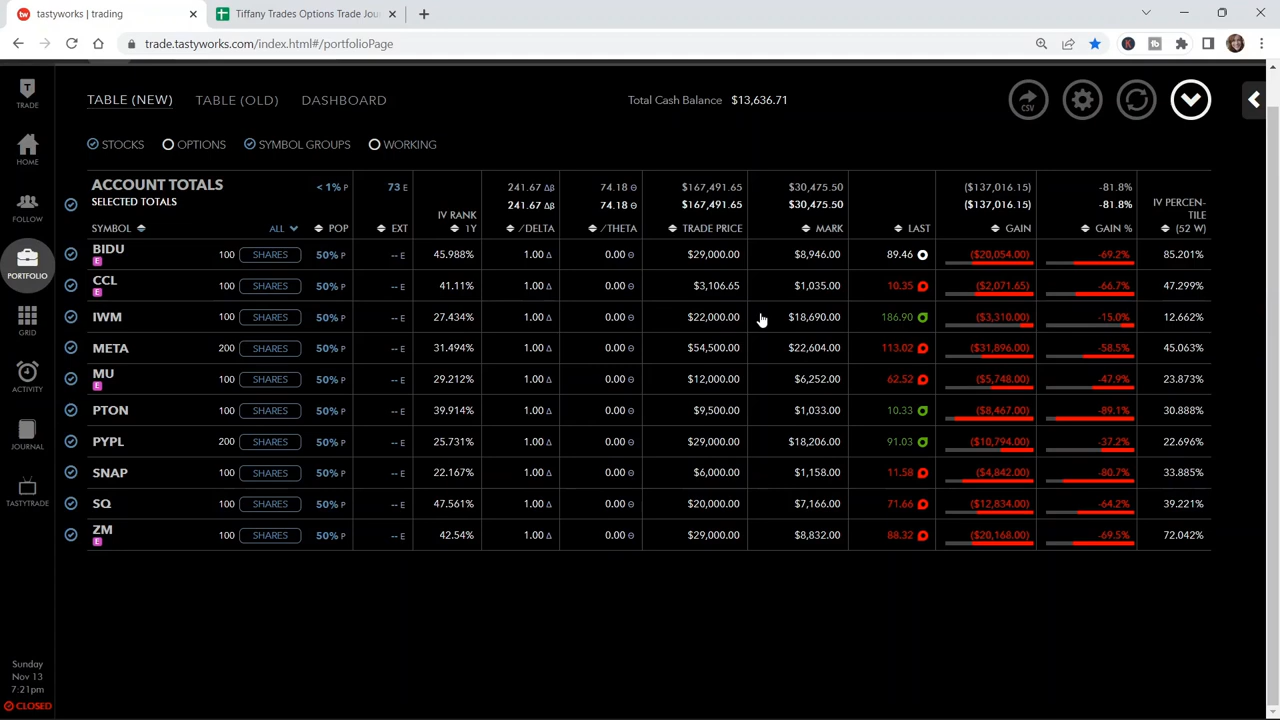 tastyworks | trading
Tiffany Trades Options Trade Jou
trade.tastyworks.com/index.html#/portfolioPage
TRADE
HOME
FOLLOW
PORTFOLIO
GRID
ACTIVITY
JOURNAL
TASTYTRADE
Sunday
Nov 13
7:21pm
CLOSED
TABLE (NEW) TABLE (OLD) DASHBOARD Total Cash Balance $13,636.71 CSV
STOCKS OPTIONS SYMBOL GROUPS WORKING
ACCOUNT TOTALS < 1% P 73 E 241.67 Δβ 74.18 Θ $167,491.65 $30,475.50 ($137,016.15) -81.8%
SELECTED TOTALS 241.67 Δβ 74.18 Θ $167,491.65 $30,475.50 ($137,016.15) -81.8%
SYMBOL ALL POP EXT IV RANK 1Y /DELTA /THETA TRADE PRICE MARK LAST GAIN GAIN % IV PERCEN-TILE (52 W)
BIDU E 100 SHARES 50% P -- E 45.988% 1.00 Δ 0.00 Θ $29,000.00 $8,946.00 89.46 ($20,054.00) -69.2% 85.201%
CCL E 100 SHARES 50% P -- E 41.11% 1.00 Δ 0.00 Θ $3,106.65 $1,035.00 10.35 ($2,071.65) -66.7% 47.299%
IWM 100 SHARES 50% P -- E 27.434% 1.00 Δ 0.00 Θ $22,000.00 $18,690.00 186.90 ($3,310.00) -15.0% 12.662%
META 200 SHARES 50% P -- E 31.494% 1.00 Δ 0.00 Θ $54,500.00 $22,604.00 113.02 ($31,896.00) -58.5% 45.063%
MU E 100 SHARES 50% P -- E 29.212% 1.00 Δ 0.00 Θ $12,000.00 $6,252.00 62.52 ($5,748.00) -47.9% 23.873%
PTON 100 SHARES 50% P -- E 39.914% 1.00 Δ 0.00 Θ $9,500.00 $1,033.00 10.33 ($8,467.00) -89.1% 30.888%
PYPL 200 SHARES 50% P -- E 25.731% 1.00 Δ 0.00 Θ $29,000.00 $18,206.00 91.03 ($10,794.00) -37.2% 22.696%
SNAP 100 SHARES 50% P -- E 22.167% 1.00 Δ 0.00 Θ $6,000.00 $1,158.00 11.58 ($4,842.00) -80.7% 33.885%
SQ 100 SHARES 50% P -- E 47.561% 1.00 Δ 0.00 Θ $20,000.00 $7,166.00 71.66 ($12,834.00) -64.2% 39.221%
ZM E 100 SHARES 50% P -- E 42.54% 1.00 Δ 0.00 Θ $29,000.00 $8,832.00 88.32 ($20,168.00) -69.5% 72.042%